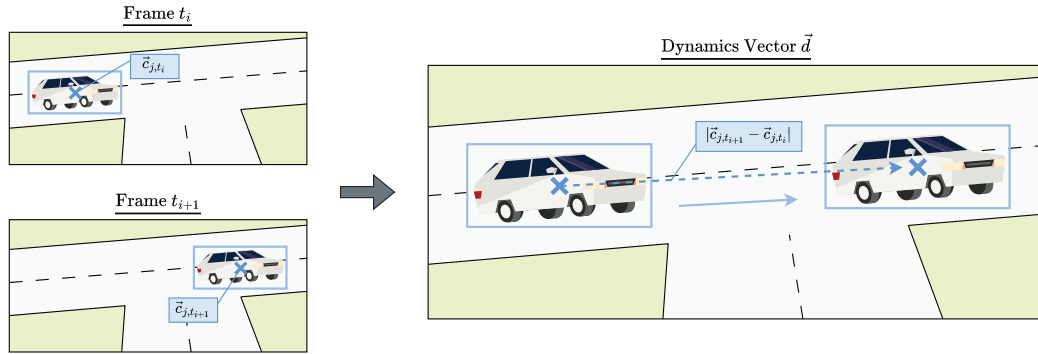 Frame $t_i$
$\vec{c}_{j,t_i}$
Frame $t_{i+1}$
$\vec{c}_{j,t_{i+1}}$
Dynamics Vector $\vec{d}$
$|\vec{c}_{j,t_{i+1}} - \vec{c}_{j,t_i}|$